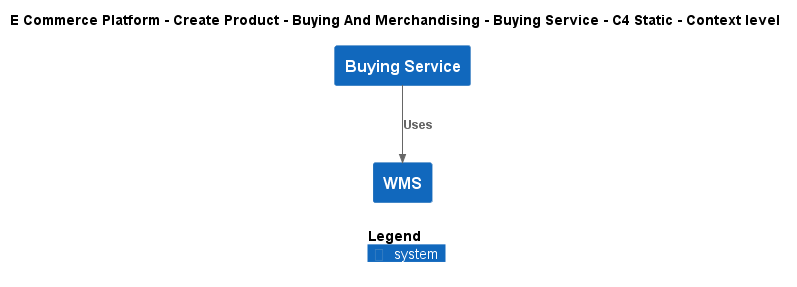 E Commerce Platform - Create Product - Buying And Merchandising - Buying Service - C4 Static - Context level
Buying Service
Uses
WMS
Legend
system